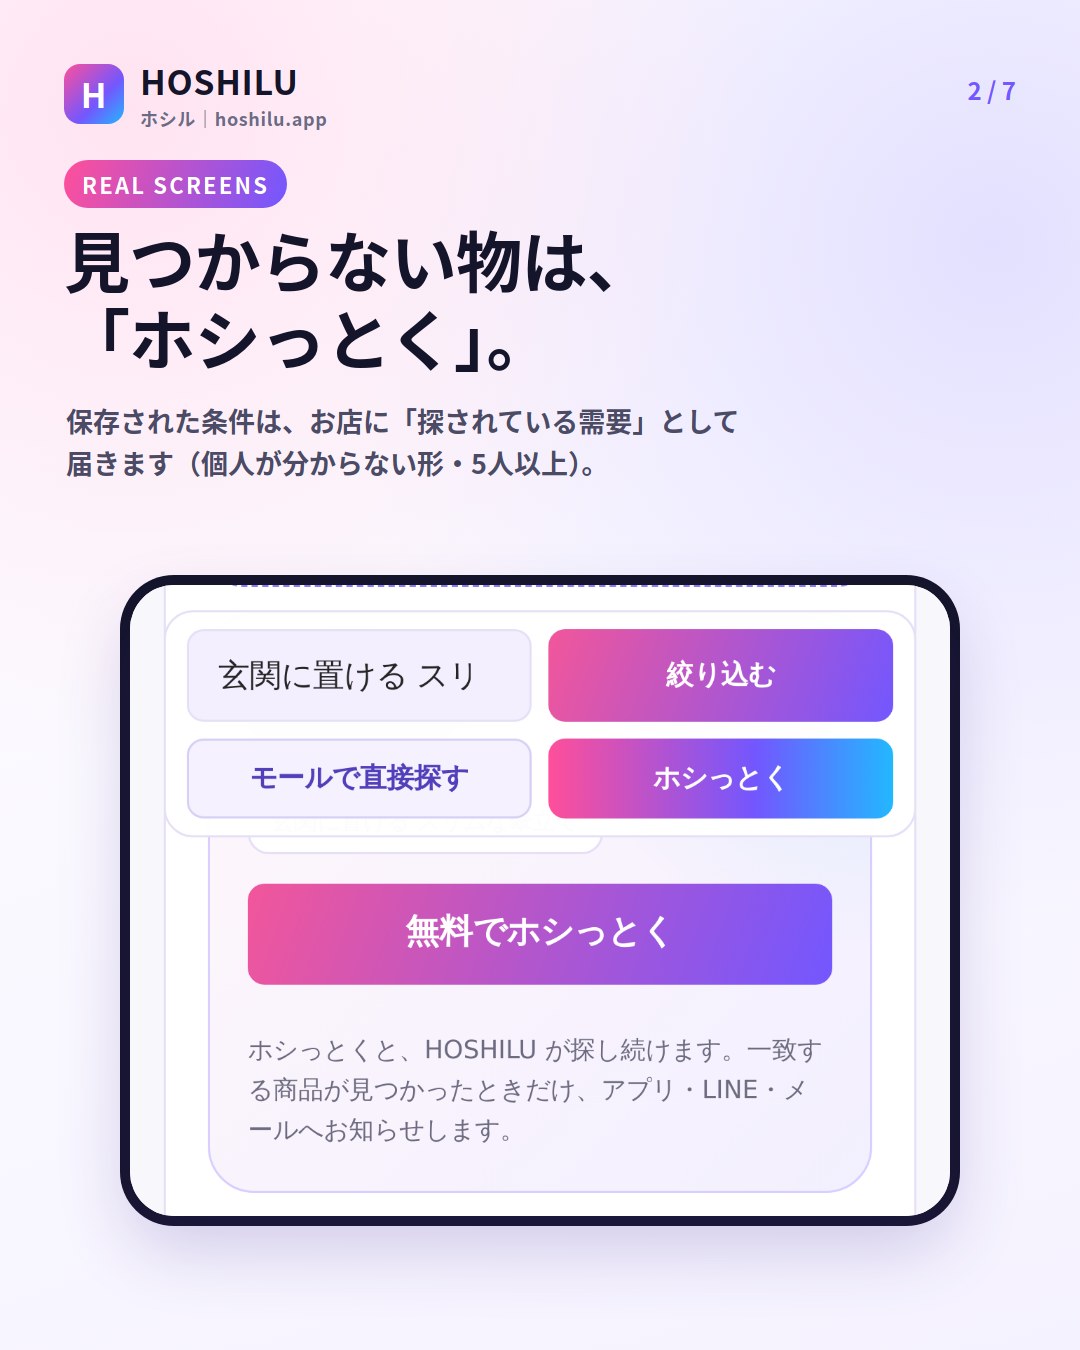 H
HOSHILU
ホシル｜hoshilu.app
2 / 7
REAL SCREENS
見つからない物は、
「ホシっとく」。
保存された条件は、お店に「探されている需要」として
届きます（個人が分からない形・5人以上）。
玄関に置ける スリ
絞り込む
モールで直接探す
ホシっとく
無料でホシっとく
ホシっとくと、HOSHILU が探し続けます。一致す
る商品が見つかったときだけ、アプリ・LINE・メ
ールへお知らせします。